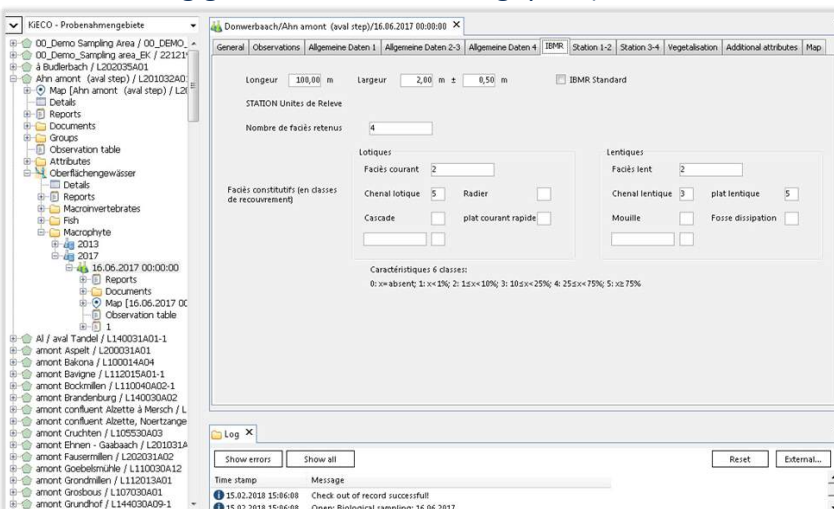 KiECO - Probenahmengebiete
00_Demo Sampling Area / 00_DEMO_
00_Demo_Sampling area_EK / 22121
à Budlerbach / L202035A01
Ahn amont (aval step) / L201032A0
Map [Ahn amont (aval step) / L20
Details
Reports
Documents
Groups
Observation table
Attributes
Oberflächengewässer
Details
Reports
Macroinvertebrates
Fish
Macrophyte
2013
2017
16.06.2017 00:00:00
Reports
Documents
Map [16.06.2017 00
Observation table
1
Al / aval Tandel / L140031A01-1
amont Aspelt / L200031A01
amont Bakona / L100014A04
amont Bavigne / L112015A01-1
amont Bockmillen / L110040A02-1
amont Brandenburg / L140030A02
amont confluent Alzette à Mersch / L
amont confluent Alzette, Noertzange
amont Cruchten / L105530A03
amont Ehnen - Gaabaach / L201031A
amont Fausermillen / L202031A02
amont Goebelsmühle / L110030A12
amont Grondmillen / L112013A01
amont Grosbous / L107030A01
amont Grundhof / L144030A09-1
Donwerbaach/Ahn amont (aval step)/16.06.2017 00:00:00 X
General Observations Allgemeine Daten 1 Allgemeine Daten 2-3 Allgemeine Daten 4 IBMR Station 1-2 Station 3-4 Vegetalisation Additional attributes Map
Longeur 100,00 m Largeur 2,00 m ± 0,50 m IBMR Standard
STATION Unites de Releve
Nombre de faciès retenus 4
Lotiques Lentiques
Faciès courant 2 Faciès lent 2
Faciès constitutifs (en classes de recouvrement) Chenal lotique 5 Radier Chenal lentique 3 plat lentique 5
Cascade plat courant rapide Mouille Fosse dissipation
Caractéristiques 6 classes:
0: x=absent; 1: x<1%; 2: 1≤x<10%; 3: 10≤x<25%; 4: 25≤x<75%; 5: x≥75%
Log X
Show errors Show all Reset External...
Time stamp Message
15.02.2018 15:06:08 Check out of record successful!
15.02.2018 15:06:08 Open: Biological sampling: 16.06.2017